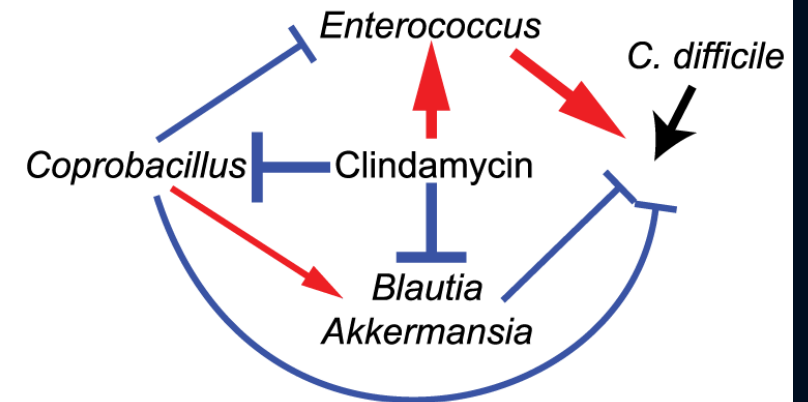 Enterococcus
C. difficile
Coprobacillus
Clindamycin
Blautia
Akkermansia